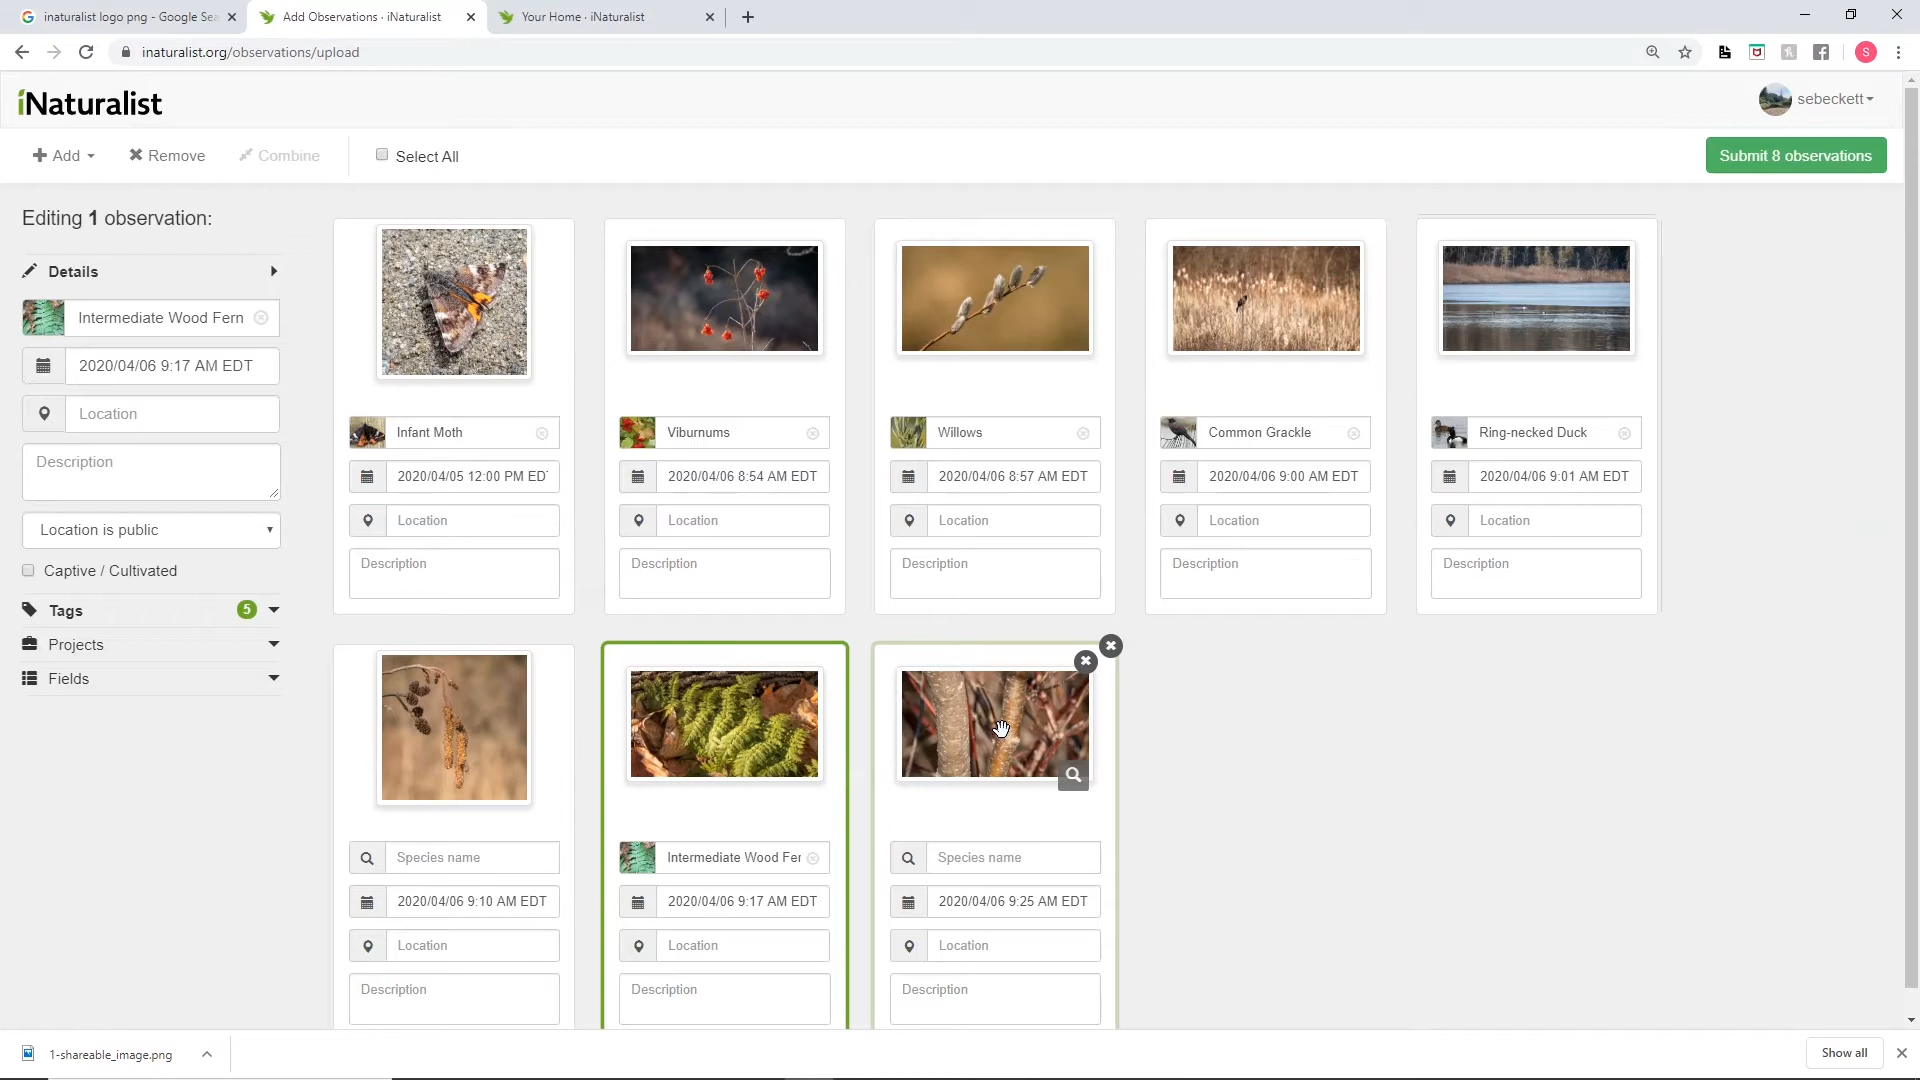 inaturalist logo png - Google Sea
Add Observations · iNaturalist
Your Home · iNaturalist
inaturalist.org/observations/upload
S
iNaturalist
sebeckett
Add
Remove
Combine
Select All
Submit 8 observations
Editing 1 observation:
Details
Intermediate Wood Fern
2020/04/06 9:17 AM EDT
Location
Description
Location is public
Captive / Cultivated
Tags 5
Projects
Fields
Infant Moth
2020/04/05 12:00 PM ED
Location
Description
Viburnums
2020/04/06 8:54 AM EDT
Location
Description
Willows
2020/04/06 8:57 AM EDT
Location
Description
Common Grackle
2020/04/06 9:00 AM EDT
Location
Description
Ring-necked Duck
2020/04/06 9:01 AM EDT
Location
Description
Species name
2020/04/06 9:10 AM EDT
Location
Description
Intermediate Wood Fer
2020/04/06 9:17 AM EDT
Location
Description
Species name
2020/04/06 9:25 AM EDT
Location
Description
1-shareable_image.png
Show all